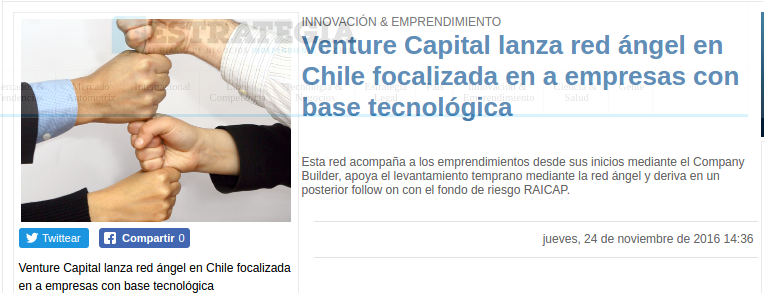 ESTRATEGIA
INNOVACIÓN & EMPRENDIMIENTO
Venture Capital lanza red ángel en
Chile focalizada en a empresas con
base tecnológica
Esta red acompaña a los emprendimientos desde sus inicios mediante el Company
Builder, apoya el levantamiento temprano mediante la red ángel y deriva en un
posterior follow on con el fondo de riesgo RAICAP.
Twittear
Compartir 0
jueves, 24 de noviembre de 2016 14:36
Venture Capital lanza red ángel en Chile focalizada
en a empresas con base tecnológica